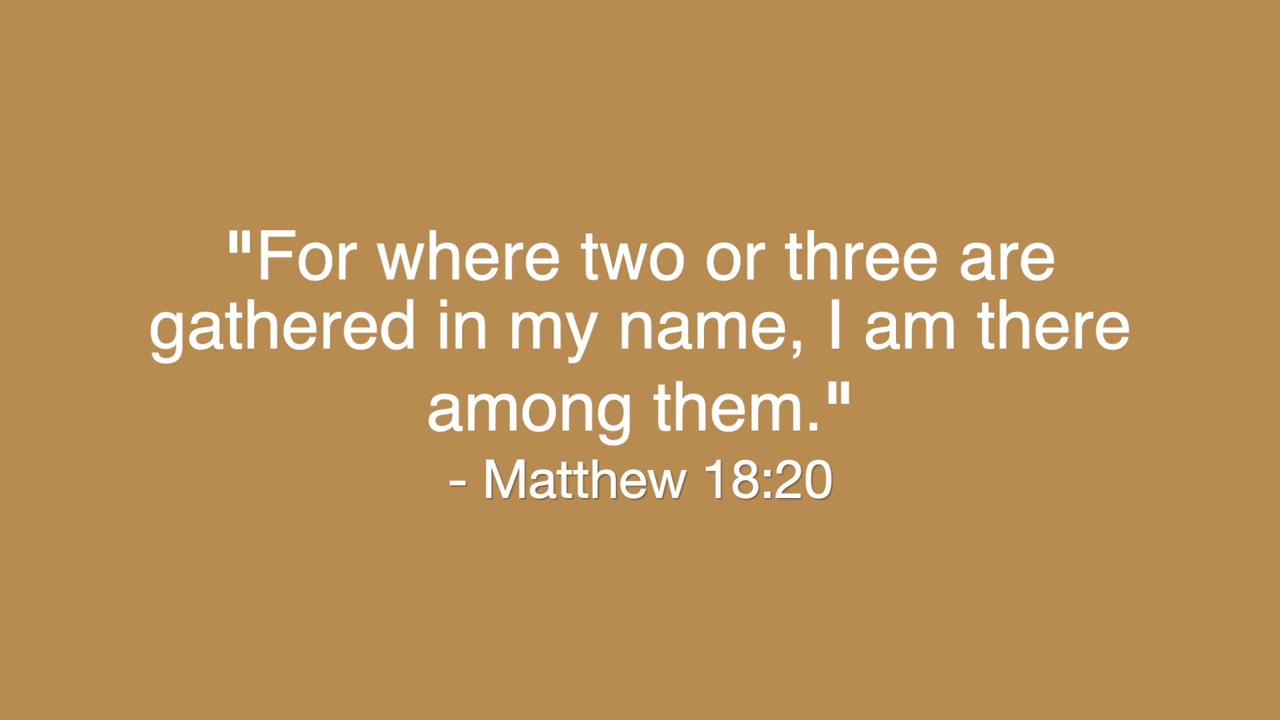 "For where two or three are
gathered in my name, I am there
among them."
- Matthew 18:20